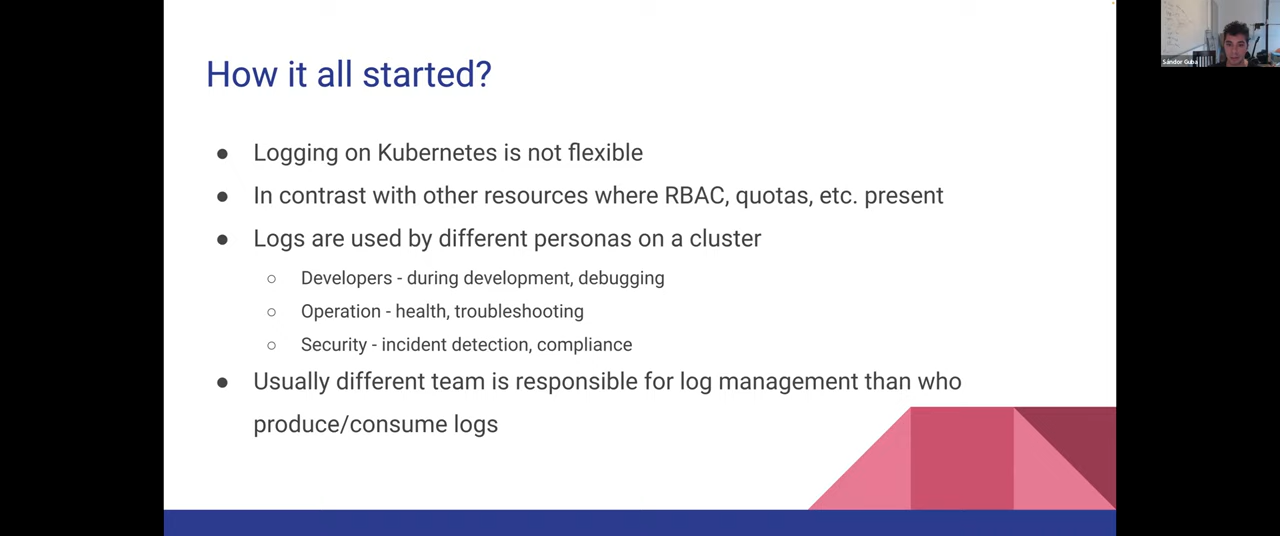 How it all started?
● Logging on Kubernetes is not flexible
● In contrast with other resources where RBAC, quotas, etc. present
● Logs are used by different personas on a cluster
○ Developers - during development, debugging
○ Operation - health, troubleshooting
○ Security - incident detection, compliance
● Usually different team is responsible for log management than who
produce/consume logs
Sándor Guba